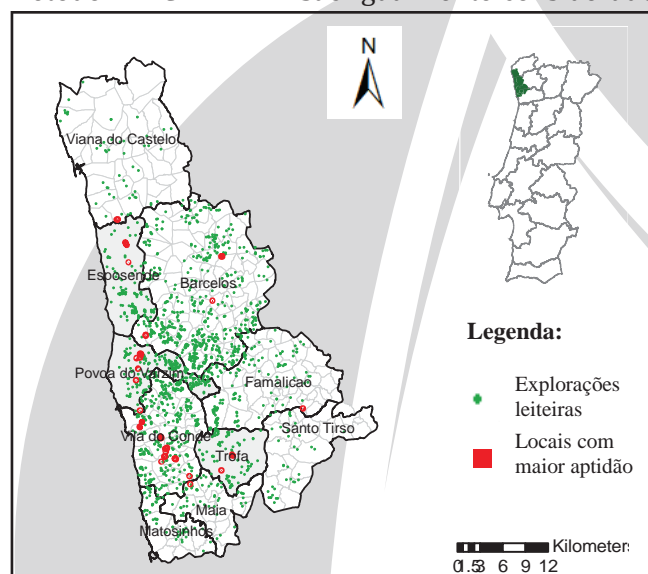 N
Viana do Castelo
Esposende
Barcelos
Povoa do Varzim
Famalicao
Santo Tirso
Vila do Conde
Trofa
Maia
Matosinhos
Legenda:
Explorações
leiteiras
Locais com
maior aptidão
Kilometers
0 1.5 3 6 9 12